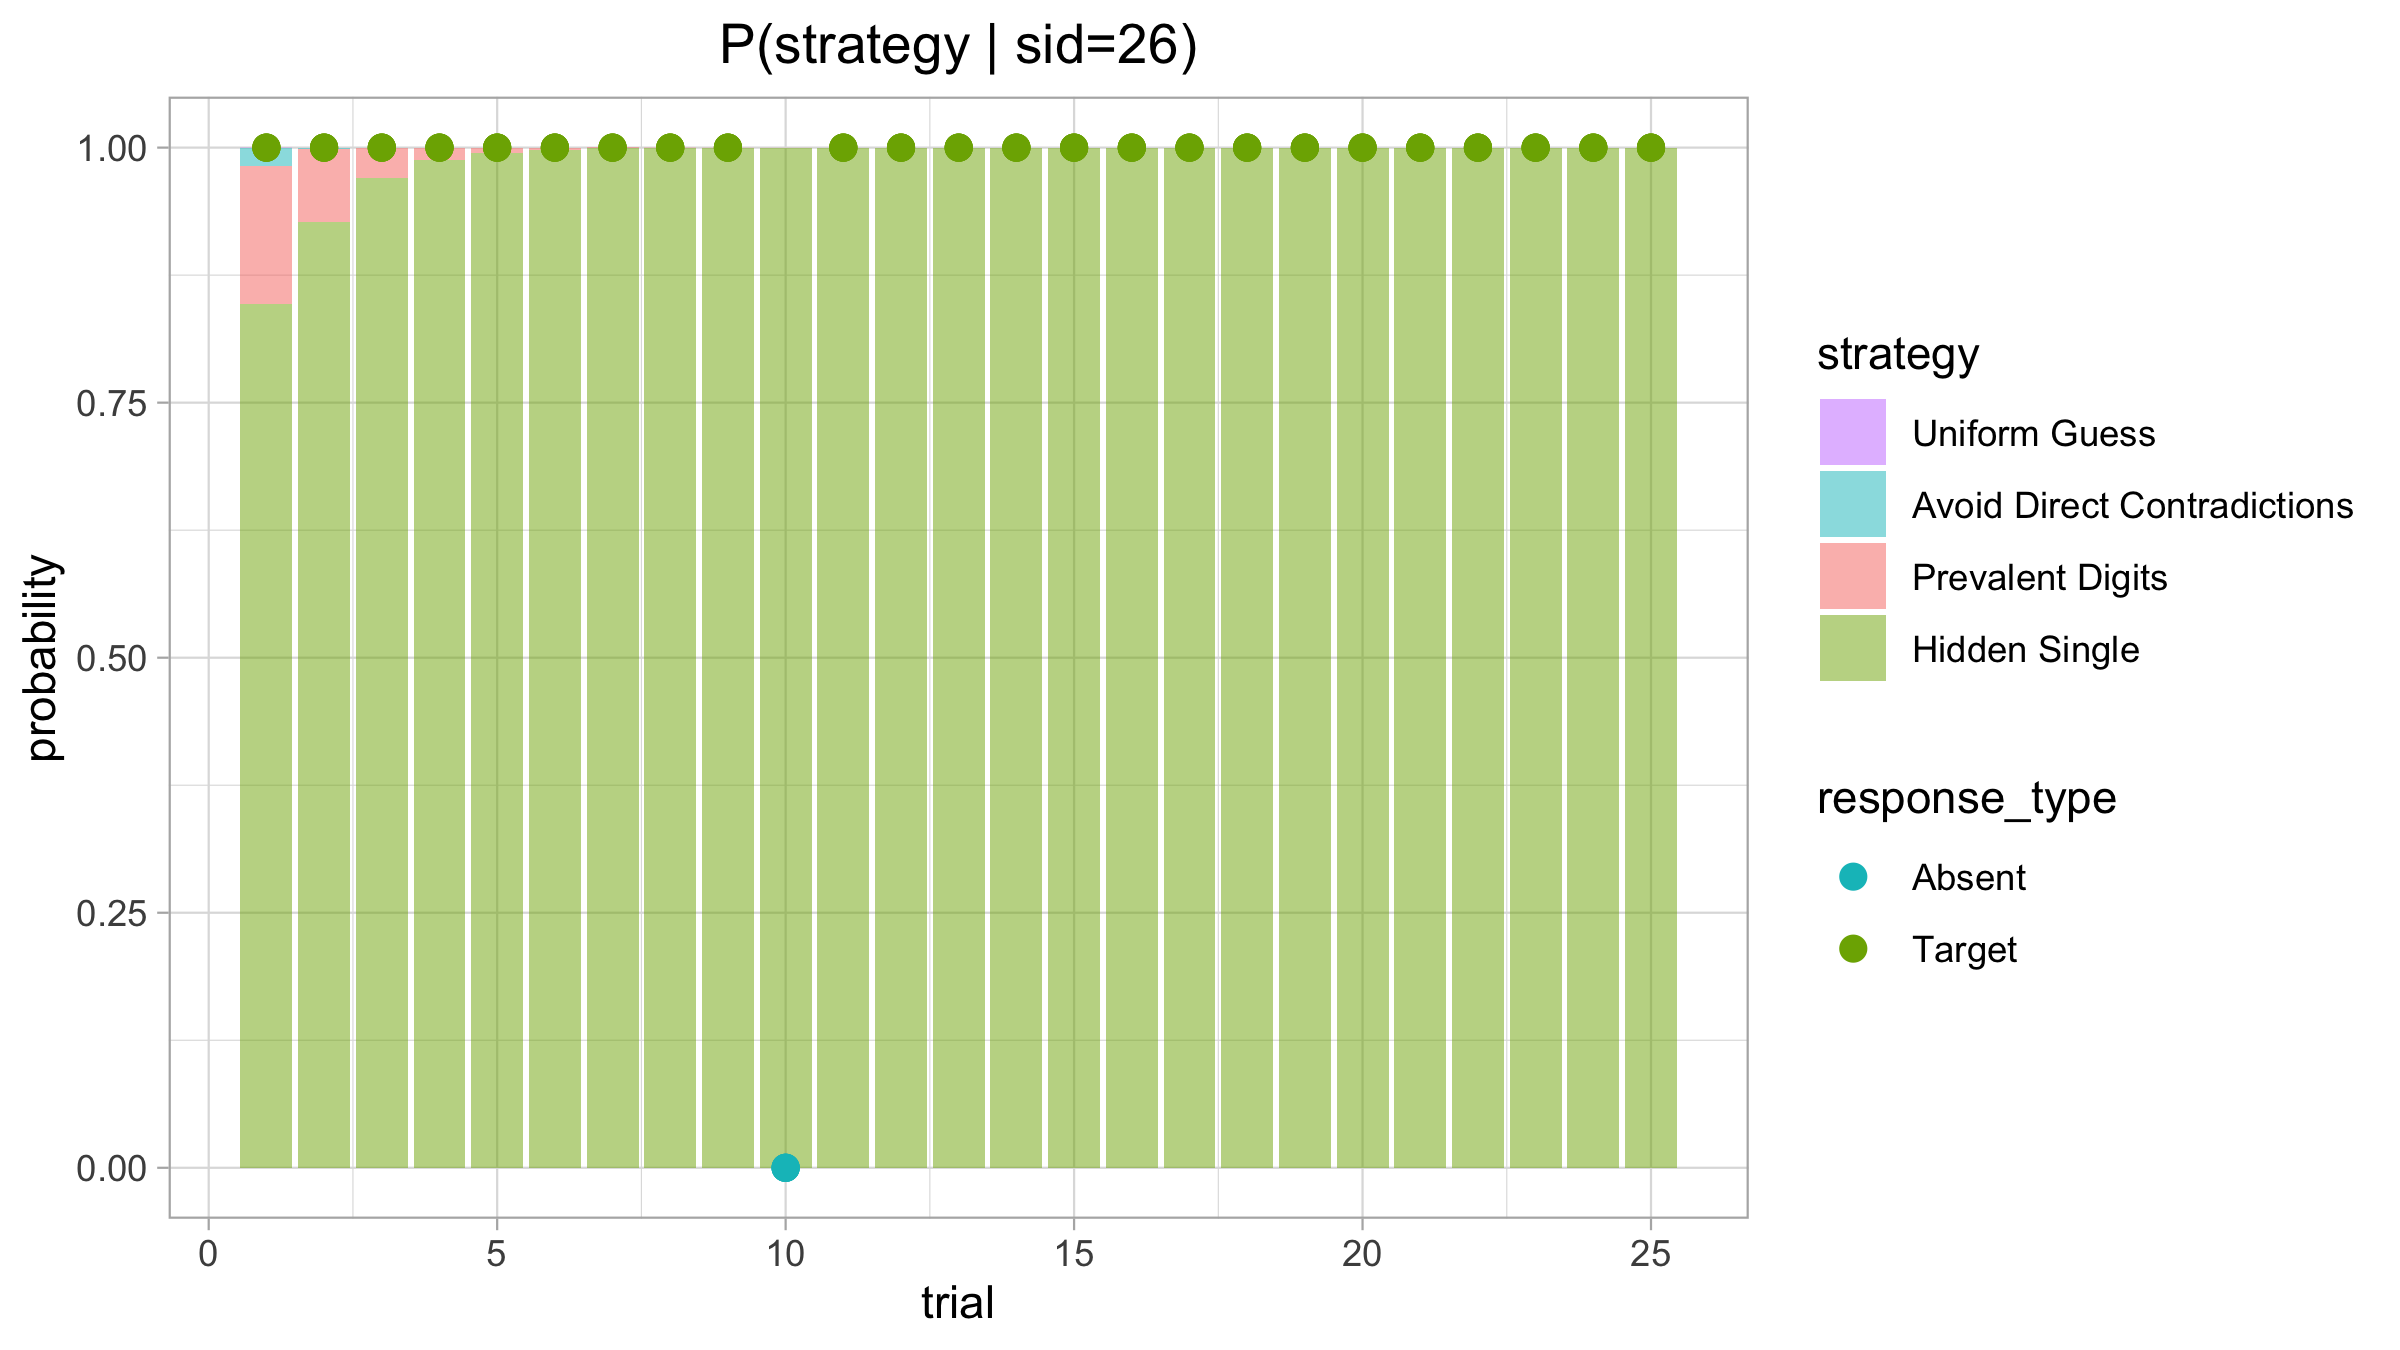 P(strategy | sid=26)
probability
1.00
0.75
0.50
0.25
0.00
0 5 10 15 20 25
trial
strategy
Uniform Guess
Avoid Direct Contradictions
Prevalent Digits
Hidden Single
response_type
Absent
Target